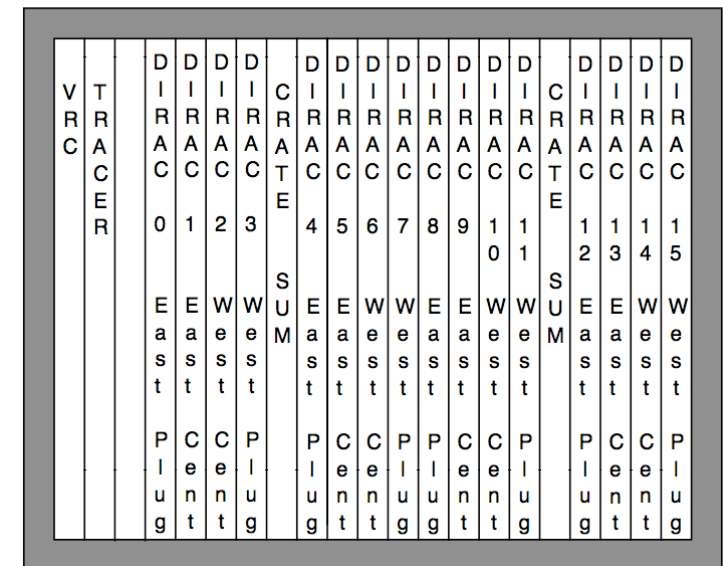 VRC
TRACER
DIRAC 0 East Plug
DIRAC 1 East Cent
DIRAC 2 West Cent
DIRAC 3 West Plug
CRATE SUM
DIRAC 4 East Plug
DIRAC 5 East Cent
DIRAC 6 West Cent
DIRAC 7 West Plug
DIRAC 8 East Plug
DIRAC 9 East Cent
DIRAC 10 West Cent
DIRAC 11 West Plug
CRATE SUM
DIRAC 12 East Plug
DIRAC 13 East Cent
DIRAC 14 West Cent
DIRAC 15 West Plug